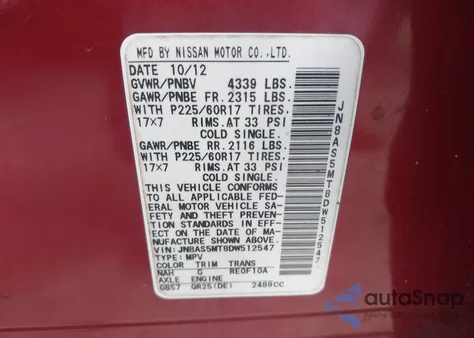 MFD BY NISSAN MOTOR CO.,LTD.
DATE 10/12
GVWR/PNBV 4339 LBS.
GAWR/PNBE FR. 2315 LBS.
WITH P225/60R17 TIRES.
17×7 RIMS.AT 33 PSI
COLD SINGLE.
GAWR/PNBE RR. 2116 LBS.
WITH P225/60R17 TIRES.
17×7 RIMS.AT 33 PSI
COLD SINGLE.
THIS VEHICLE CONFORMS
TO ALL APPLICABLE FED-
ERAL MOTOR VEHICLE SA-
FETY AND THEFT PREVEN-
TION STANDARDS IN EFF-
ECT ON THE DATE OF MA-
NUFACTURE SHOWN ABOVE.
V.I.N: JN8AS5MT8DW512547
TYPE:MPV
COLOR TRIM TRANS
NAH G RE0F10A
AXLE ENGINE
GB57 QR25(DE) 2488CC
JN8AS5MT8DW512547
autoSnap